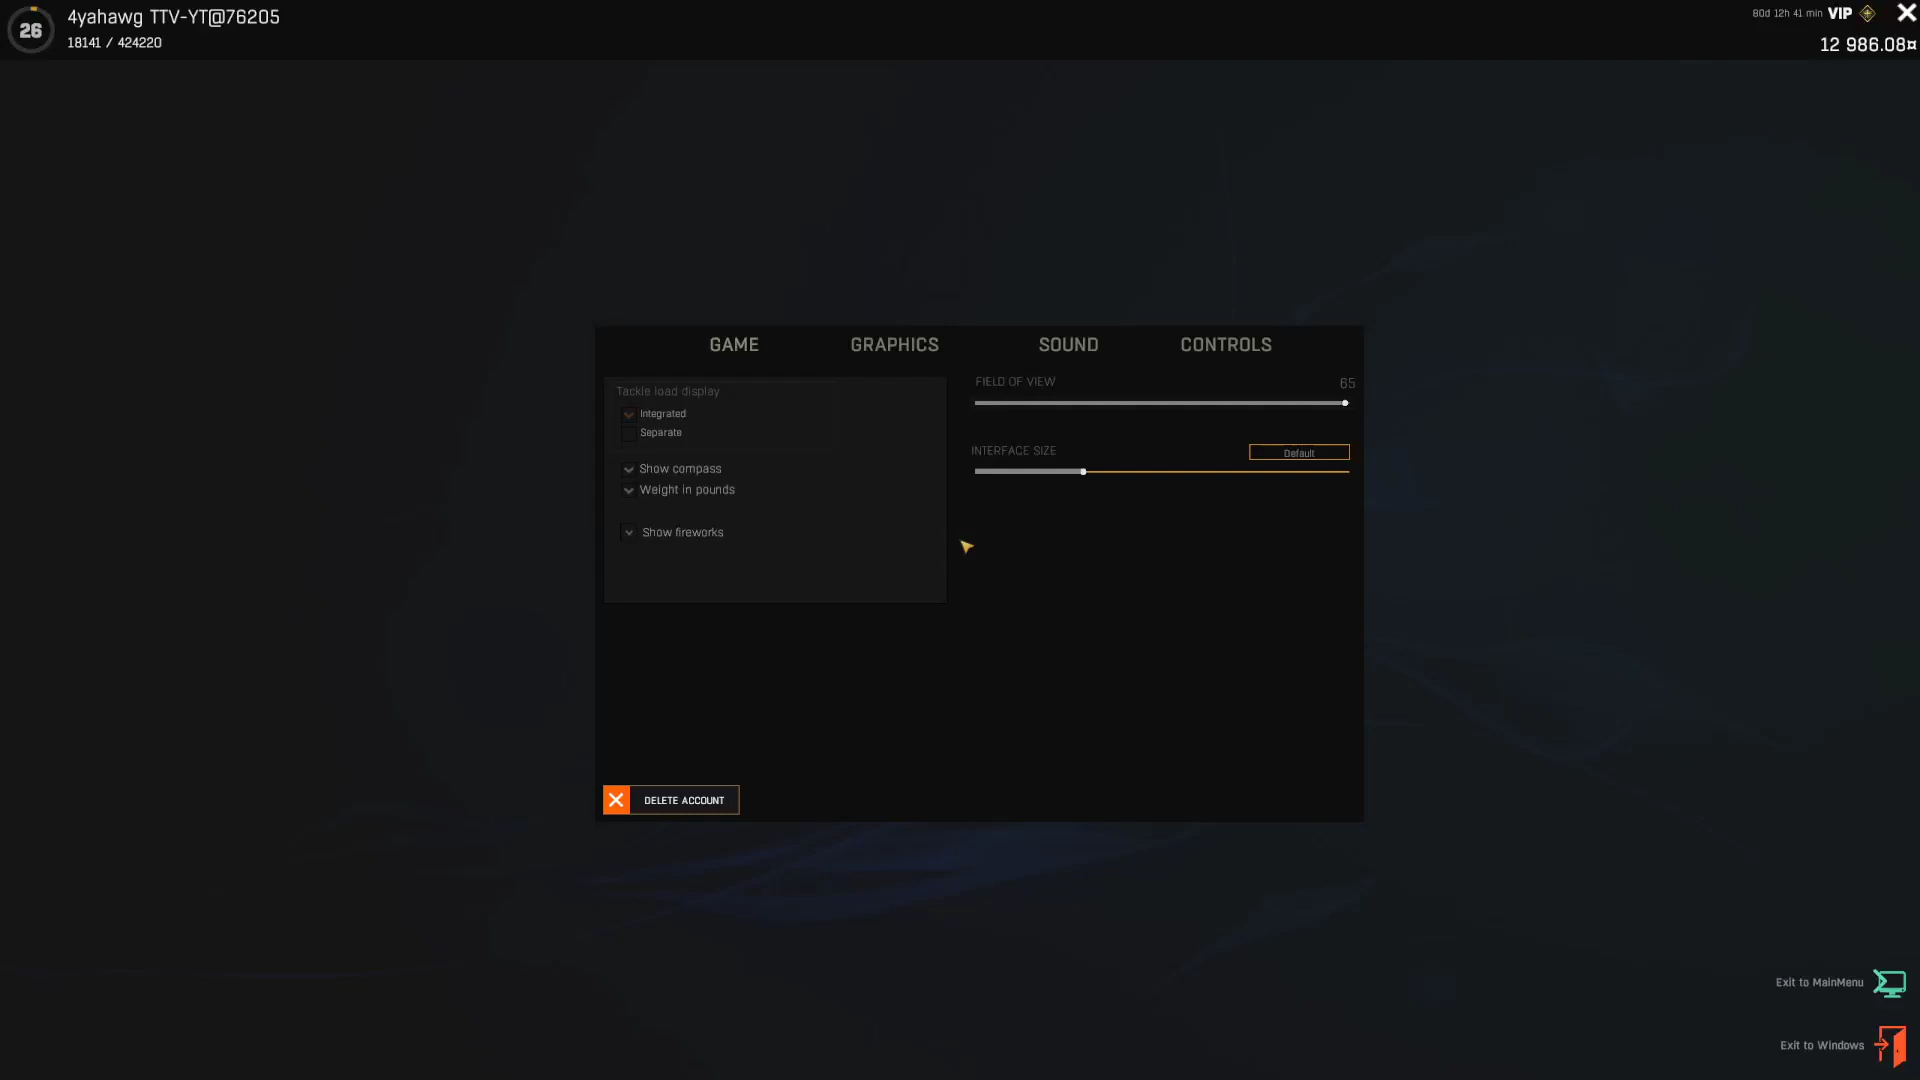 26
4yahawg TTV-YT@76205
18141 / 424220
80d 12h 41 min VIP
12 986.08¤
GAME GRAPHICS SOUND CONTROLS
Tackle load display
Integrated
Separate
Show compass
Weight in pounds
Show fireworks
FIELD OF VIEW 65
INTERFACE SIZE Default
DELETE ACCOUNT
Exit to MainMenu
Exit to Windows